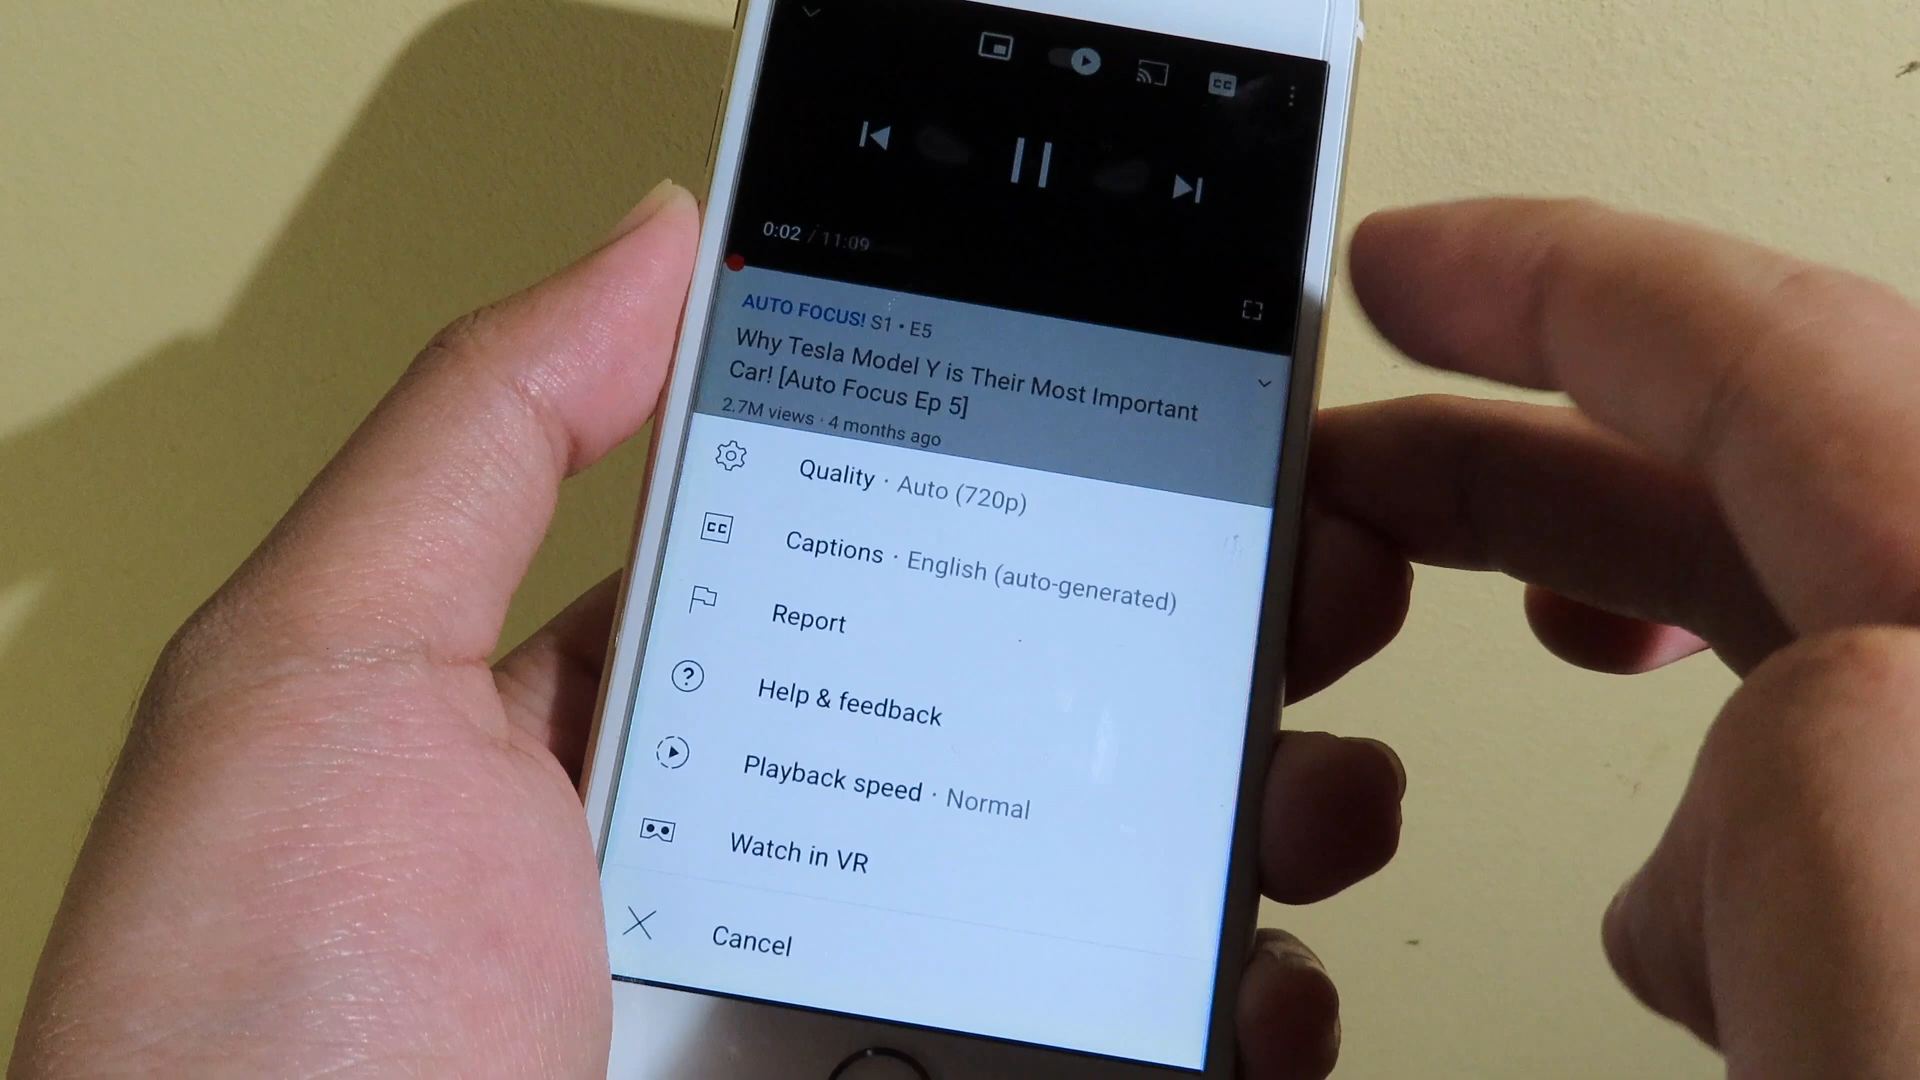 CC
0:02 / 11:09
AUTO FOCUS! S1 • E5
Why Tesla Model Y is Their Most Important
Car! [Auto Focus Ep 5]
2.7M views · 4 months ago
Quality · Auto (720p)
CC Captions · English (auto-generated)
Report
? Help & feedback
Playback speed · Normal
Watch in VR
Cancel